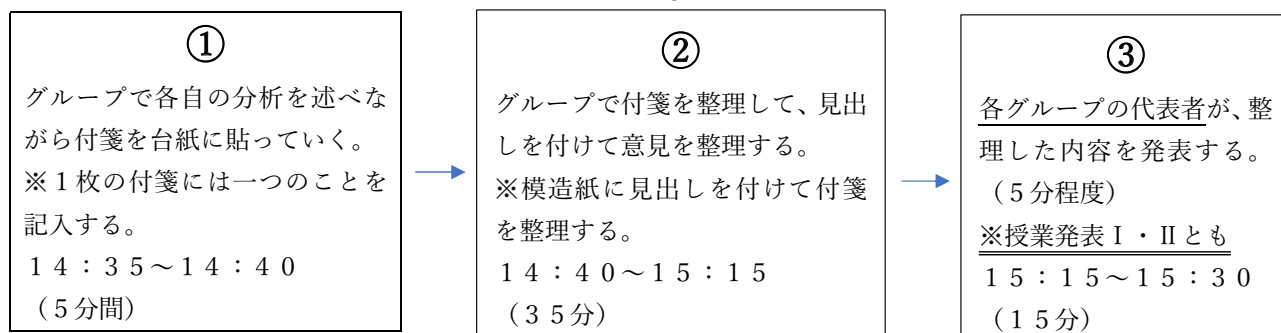 ①
グループで各自の分析を述べな
がら付箋を台紙に貼っていく。
※１枚の付箋には一つのことを
記入する。
１４：３５～１４：４０
（５分間）
②
グループで付箋を整理して、見出
しを付けて意見を整理する。
※模造紙に見出しを付けて付箋
を整理する。
１４：４０～１５：１５
（３５分）
③
各グループの代表者が、整
理した内容を発表する。
（５分程度）
※授業発表Ⅰ・Ⅱとも
１５：１５～１５：３０
（１５分）